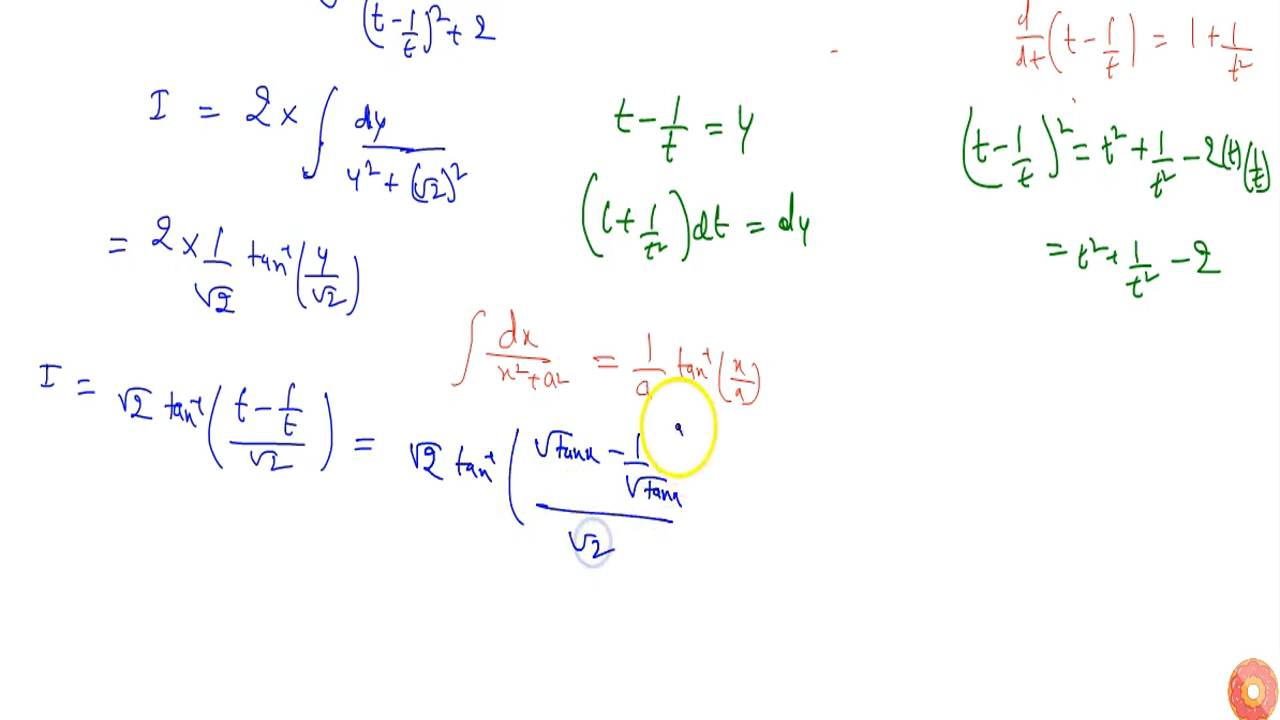 (t - 1/t)² + 2
d/dt (t - 1/t) = 1 + 1/t²
I = 2 × ∫ dy / (y² + (√2)²)
t - 1/t = y
(t - 1/t)² = t² + 1/t² - 2(t)(1/t)
= 2 × 1/√2 tan⁻¹ (y/√2)
(1 + 1/t²) dt = dy
= t² + 1/t² - 2
∫ dx / (x² + a²) = 1/a tan⁻¹ (x/a)
I = √2 tan⁻¹ ((t - 1/t) / √2) = √2 tan⁻¹ ( (√tanx - 1/√tanx) / √2